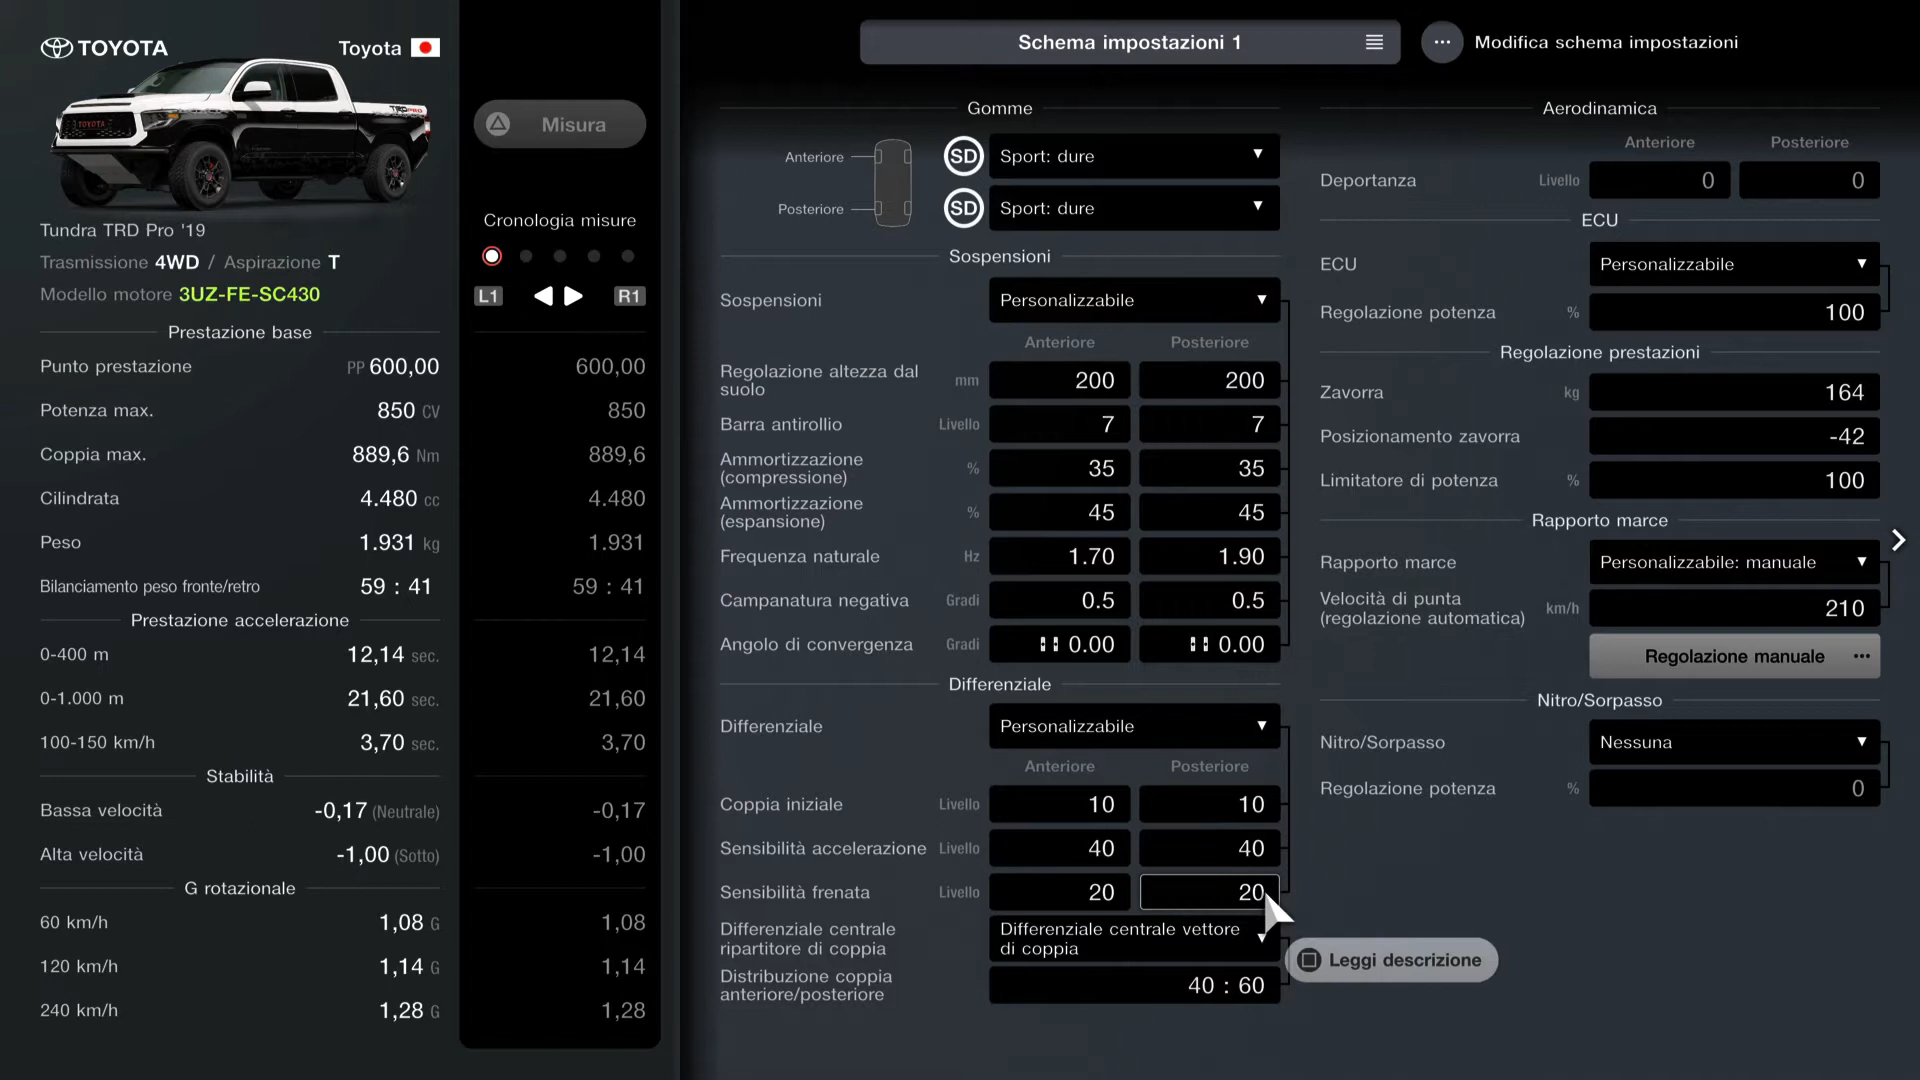 TOYOTA
Toyota
TRD PRO
TOYOTA
Tundra TRD Pro '19
Trasmissione 4WD / Aspirazione T
Modello motore 3UZ-FE-SC430
Prestazione base
Punto prestazione PP 600,00
Potenza max. 850 CV
Coppia max. 889,6 Nm
Cilindrata 4.480 cc
Peso 1.931 kg
Bilanciamento peso fronte/retro 59 : 41
Prestazione accelerazione
0-400 m 12,14 sec.
0-1.000 m 21,60 sec.
100-150 km/h 3,70 sec.
Stabilità
Bassa velocità -0,17 (Neutrale)
Alta velocità -1,00 (Sotto)
G rotazionale
60 km/h 1,08 G
120 km/h 1,14 G
240 km/h 1,28 G
Misura
Cronologia misure
L1 R1
600,00
850
889,6
4.480
1.931
59 : 41
12,14
21,60
3,70
-0,17
-1,00
1,08
1,14
1,28
Schema impostazioni 1
Modifica schema impostazioni
Gomme
Anteriore SD Sport: dure
Posteriore SD Sport: dure
Sospensioni
Sospensioni Personalizzabile
Anteriore Posteriore
Regolazione altezza dal
suolo mm 200 200
Barra antirollio Livello 7 7
Ammortizzazione
(compressione) % 35 35
Ammortizzazione
(espansione) % 45 45
Frequenza naturale Hz 1.70 1.90
Campanatura negativa Gradi 0.5 0.5
Angolo di convergenza Gradi 0.00 0.00
Differenziale
Differenziale Personalizzabile
Anteriore Posteriore
Coppia iniziale Livello 10 10
Sensibilità accelerazione Livello 40 40
Sensibilità frenata Livello 20 20
Differenziale centrale
ripartitore di coppia
Differenziale centrale vettore
di coppia
Distribuzione coppia
anteriore/posteriore 40 : 60
Leggi descrizione
Aerodinamica
Anteriore Posteriore
Deportanza Livello 0 0
ECU
ECU Personalizzabile
Regolazione potenza % 100
Regolazione prestazioni
Zavorra kg 164
Posizionamento zavorra -42
Limitatore di potenza % 100
Rapporto marce
Rapporto marce Personalizzabile: manuale
Velocità di punta
(regolazione automatica) km/h 210
Regolazione manuale
Nitro/Sorpasso
Nitro/Sorpasso Nessuna
Regolazione potenza % 0